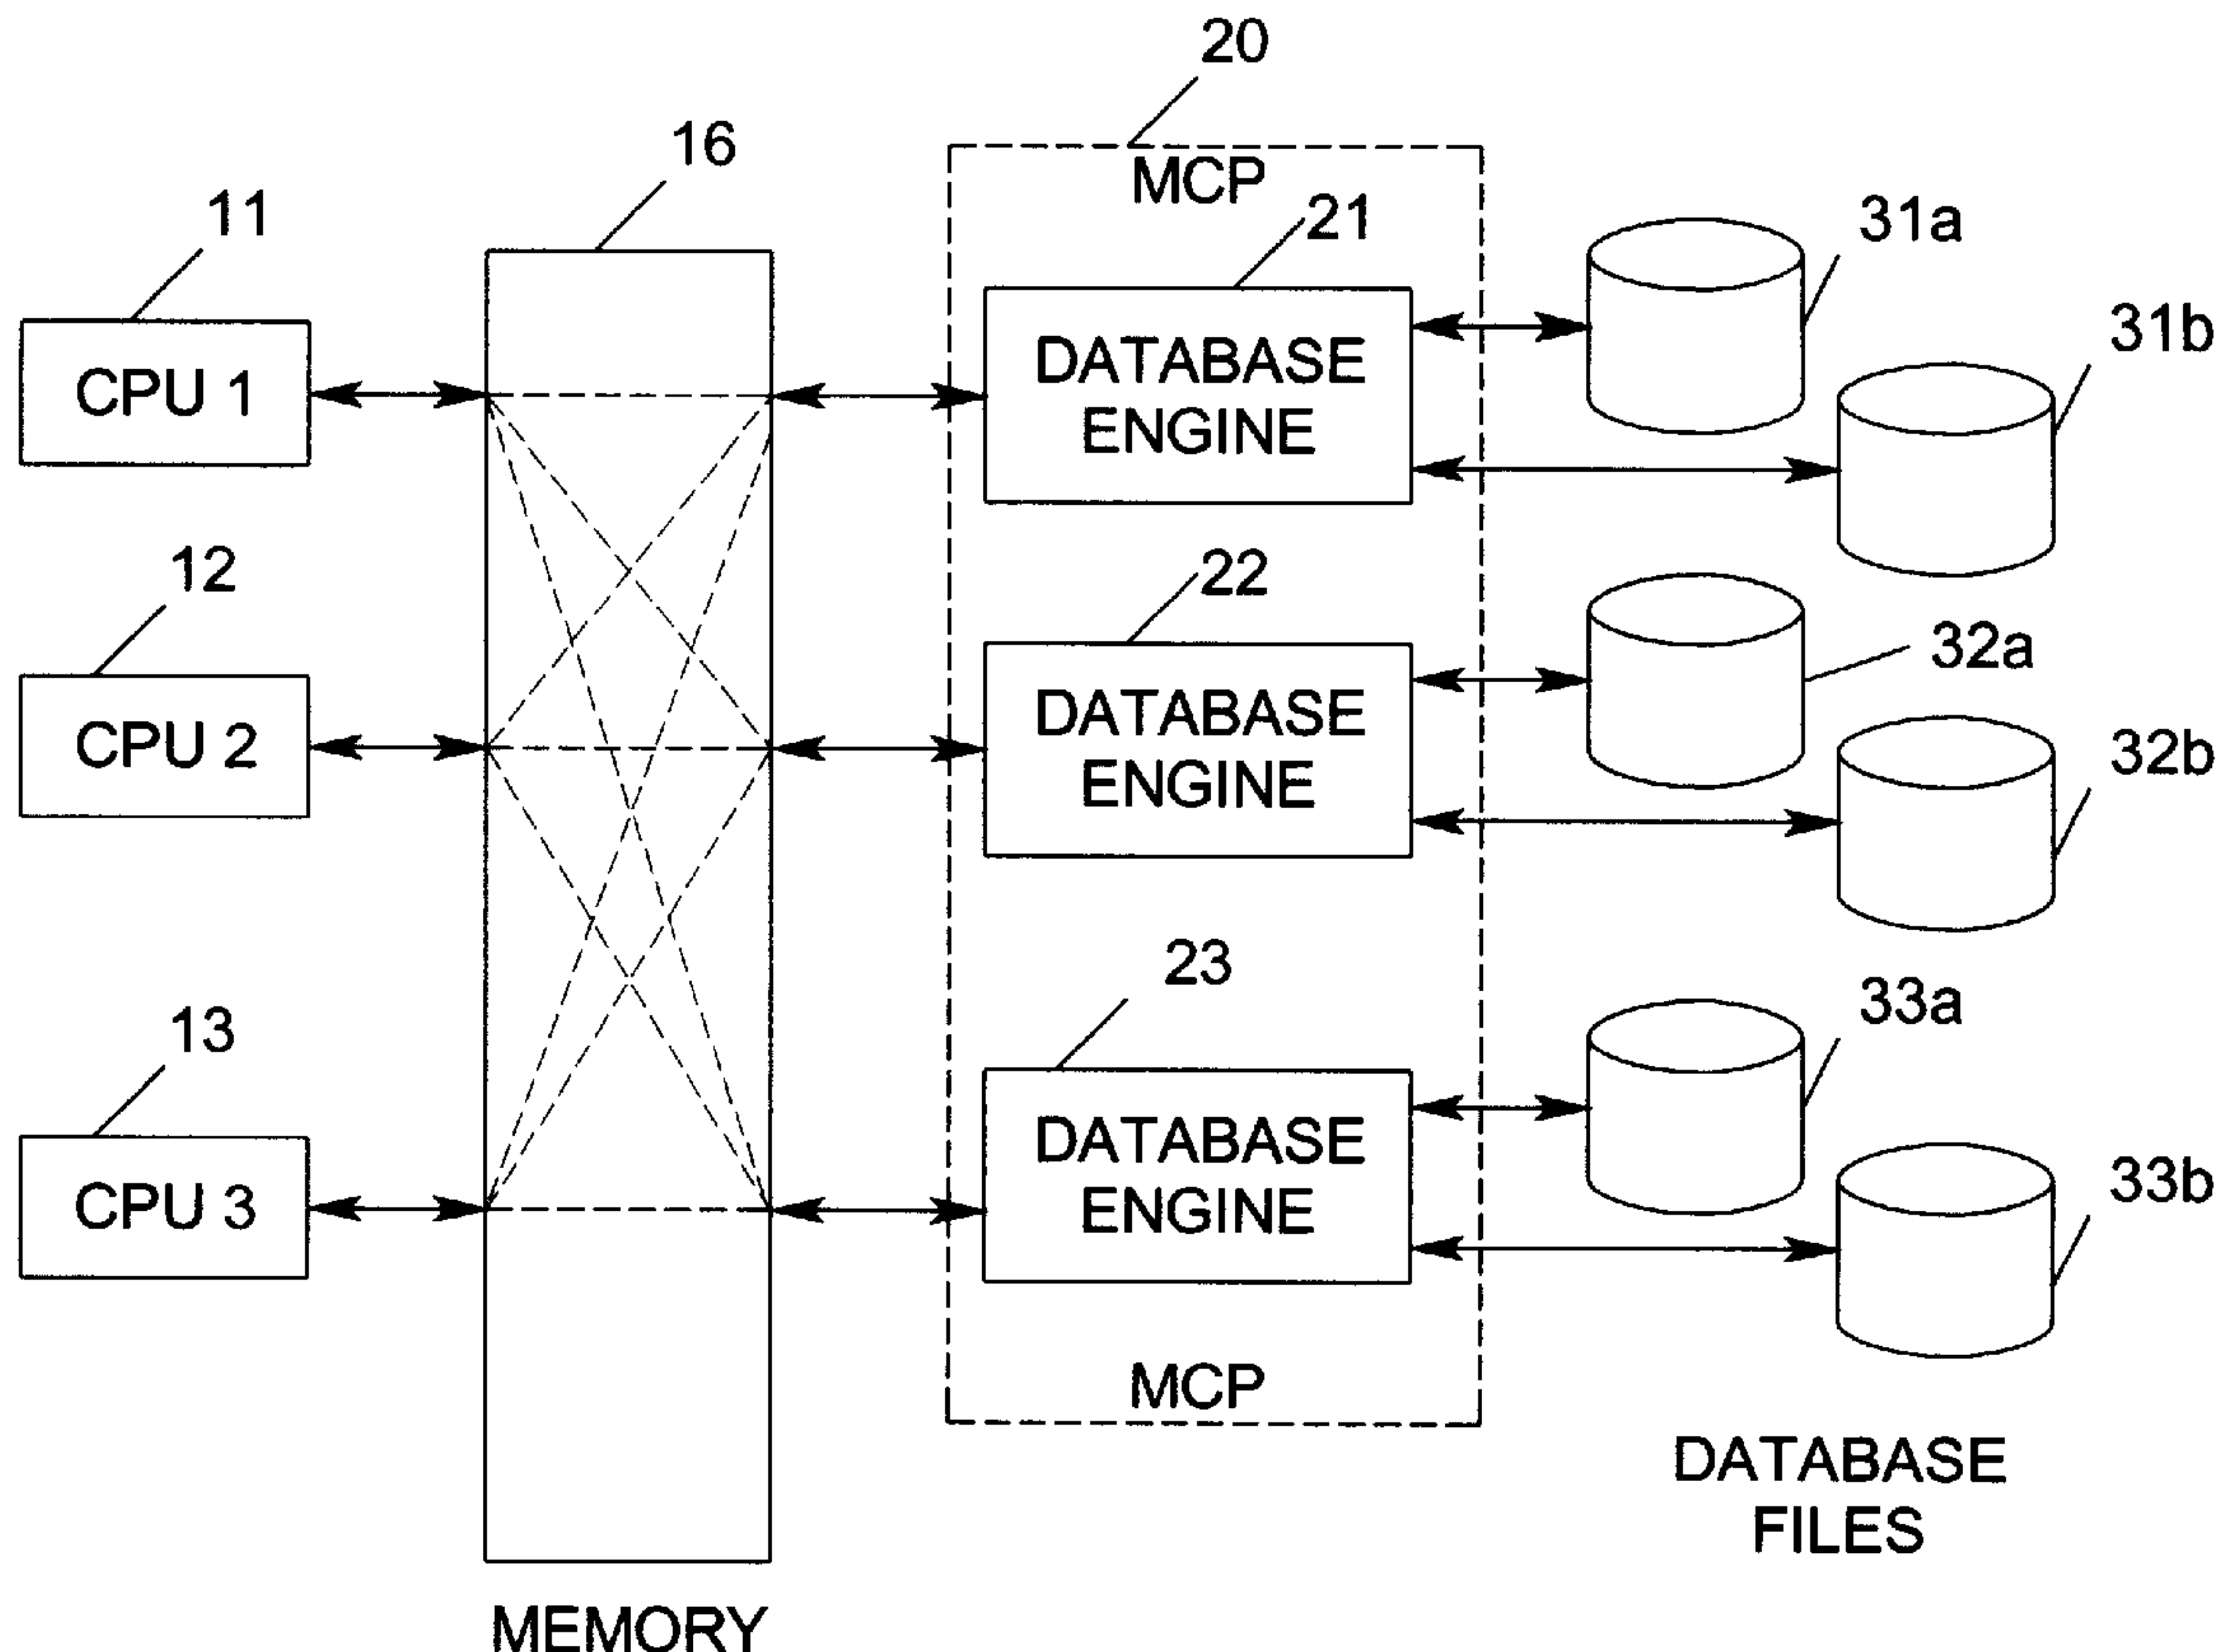 20
16
MCP
11
21
31a
31b
CPU 1
DATABASE
ENGINE
12
22
32a
32b
CPU 2
DATABASE
ENGINE
13
23
33a
33b
CPU 3
DATABASE
ENGINE
MCP
DATABASE
FILES
MEMORY